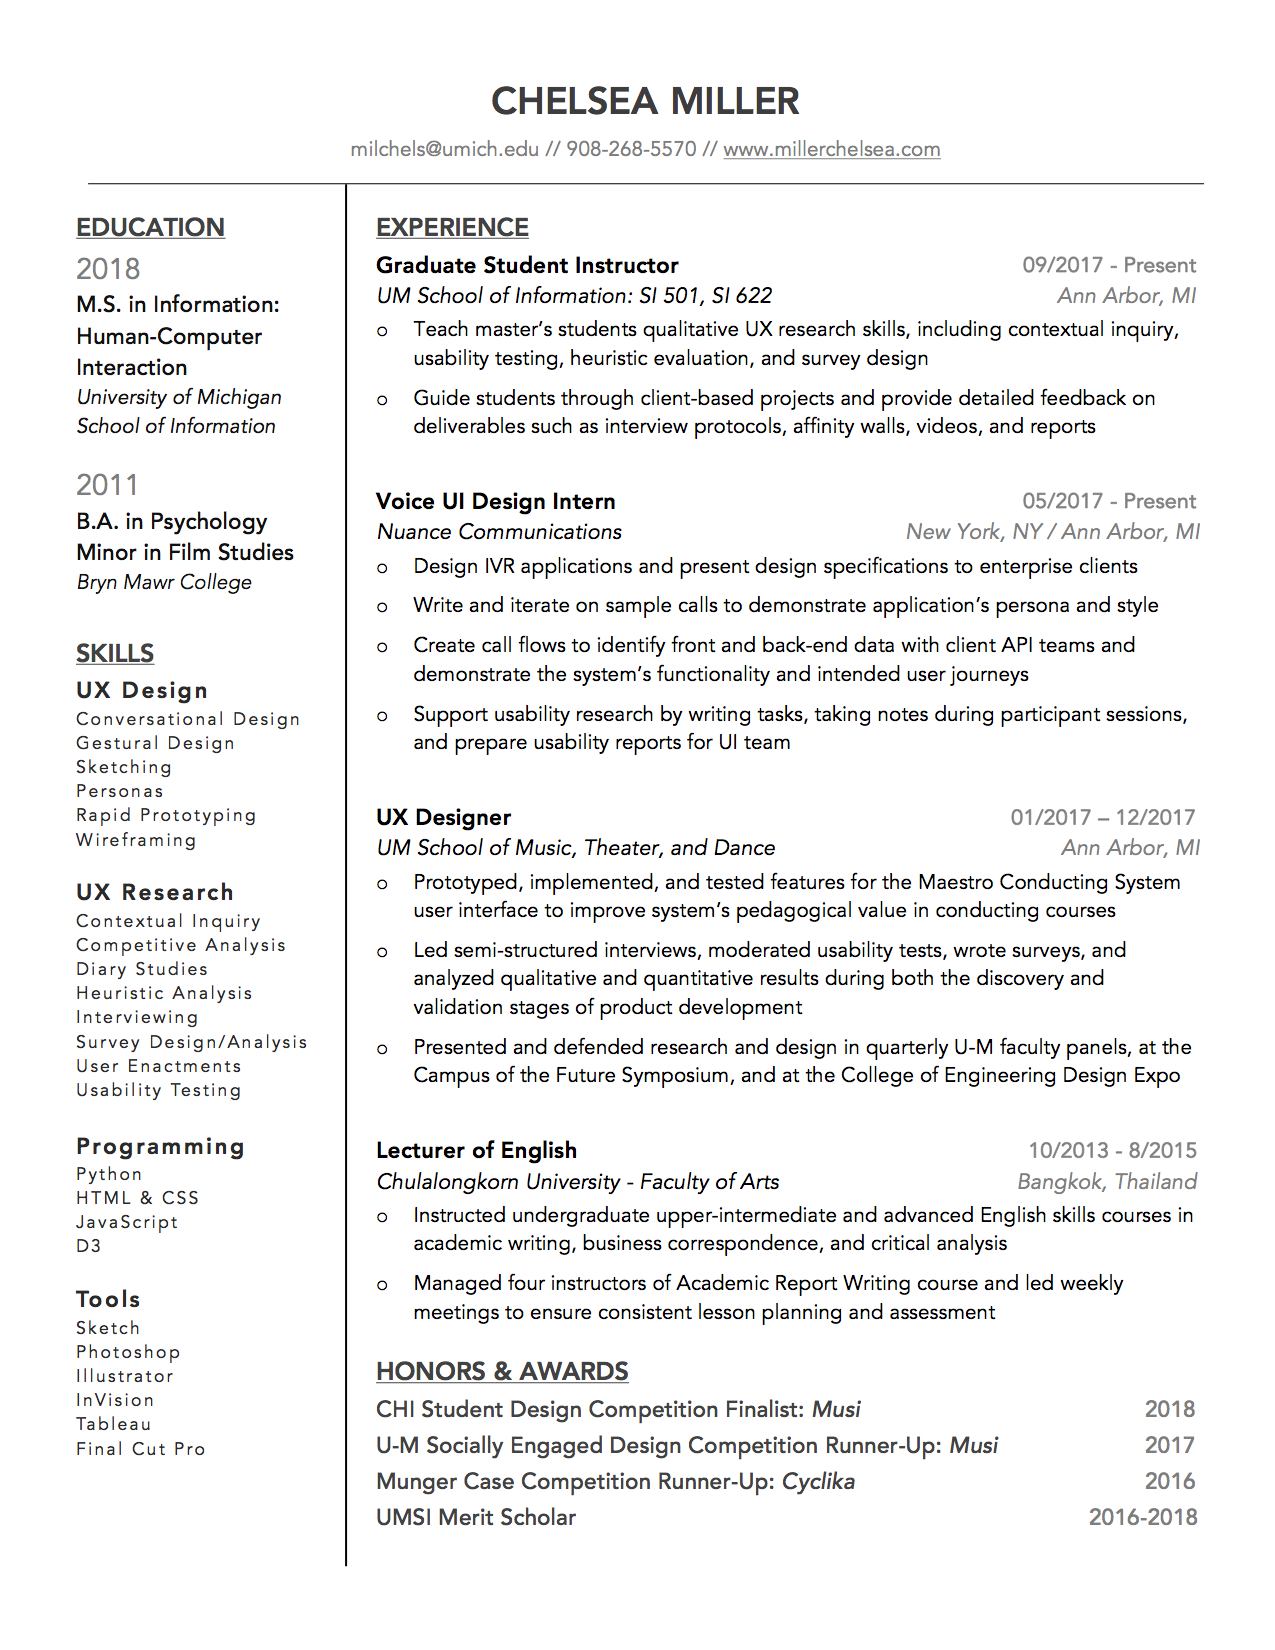 CHELSEA MILLER
milchels@umich.edu // 908-268-5570 // www.millerchelsea.com
EDUCATION
2018
M.S. in Information:
Human-Computer
Interaction
University of Michigan
School of Information
2011
B.A. in Psychology
Minor in Film Studies
Bryn Mawr College
SKILLS
UX Design
Conversational Design
Gestural Design
Sketching
Personas
Rapid Prototyping
Wireframing
UX Research
Contextual Inquiry
Competitive Analysis
Diary Studies
Heuristic Analysis
Interviewing
Survey Design/Analysis
User Enactments
Usability Testing
Programming
Python
HTML & CSS
JavaScript
D3
Tools
Sketch
Photoshop
Illustrator
InVision
Tableau
Final Cut Pro
EXPERIENCE
Graduate Student Instructor 09/2017 - Present
UM School of Information: SI 501, SI 622 Ann Arbor, MI
o Teach master’s students qualitative UX research skills, including contextual inquiry,
usability testing, heuristic evaluation, and survey design
o Guide students through client-based projects and provide detailed feedback on
deliverables such as interview protocols, affinity walls, videos, and reports
Voice UI Design Intern 05/2017 - Present
Nuance Communications New York, NY / Ann Arbor, MI
o Design IVR applications and present design specifications to enterprise clients
o Write and iterate on sample calls to demonstrate application’s persona and style
o Create call flows to identify front and back-end data with client API teams and
demonstrate the system’s functionality and intended user journeys
o Support usability research by writing tasks, taking notes during participant sessions,
and prepare usability reports for UI team
UX Designer 01/2017 – 12/2017
UM School of Music, Theater, and Dance Ann Arbor, MI
o Prototyped, implemented, and tested features for the Maestro Conducting System
user interface to improve system’s pedagogical value in conducting courses
o Led semi-structured interviews, moderated usability tests, wrote surveys, and
analyzed qualitative and quantitative results during both the discovery and
validation stages of product development
o Presented and defended research and design in quarterly U-M faculty panels, at the
Campus of the Future Symposium, and at the College of Engineering Design Expo
Lecturer of English 10/2013 - 8/2015
Chulalongkorn University - Faculty of Arts Bangkok, Thailand
o Instructed undergraduate upper-intermediate and advanced English skills courses in
academic writing, business correspondence, and critical analysis
o Managed four instructors of Academic Report Writing course and led weekly
meetings to ensure consistent lesson planning and assessment
HONORS & AWARDS
CHI Student Design Competition Finalist: Musi 2018
U-M Socially Engaged Design Competition Runner-Up: Musi 2017
Munger Case Competition Runner-Up: Cyclika 2016
UMSI Merit Scholar 2016-2018